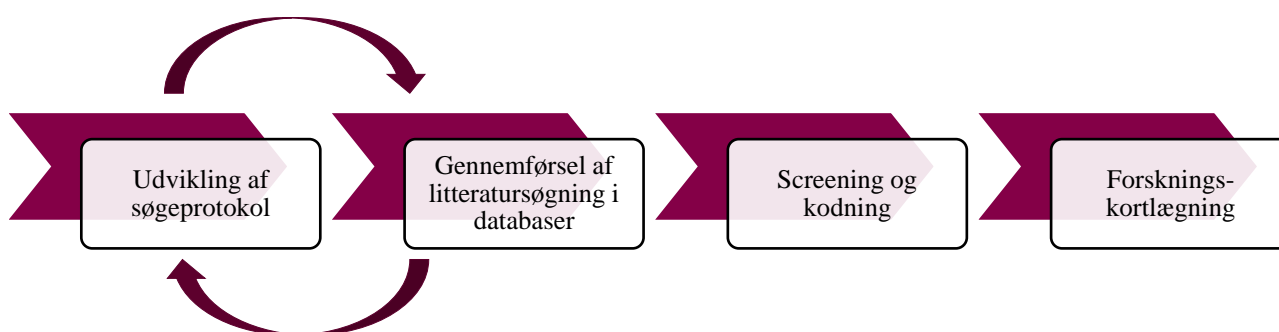 Udvikling af
søgeprotokol
Gennemførsel af
litteratursøgning i
databaser
Screening og
kodning
Forsknings-
kortlægning